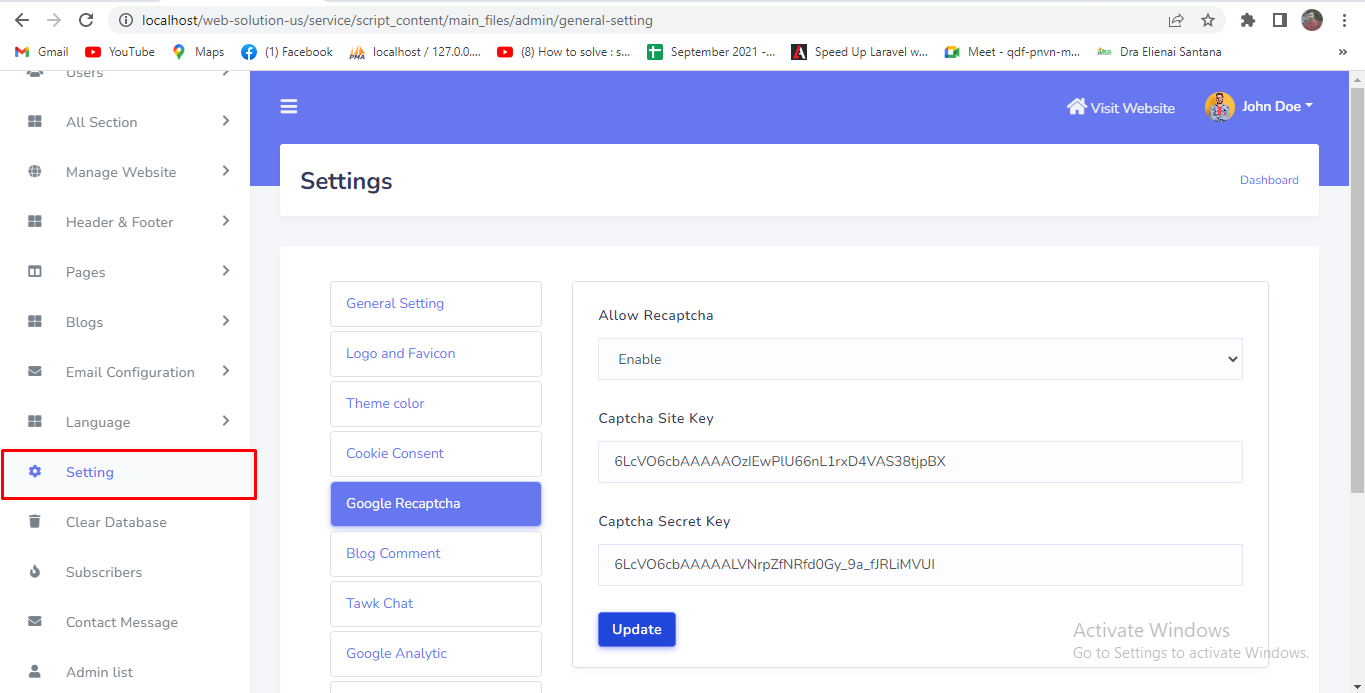 localhost/web-solution-us/service/script_content/main_files/admin/general-setting
Gmail YouTube Maps (1) Facebook localhost / 127.0.0.... (8) How to solve : s... September 2021 -... Speed Up Laravel w... Meet - qdf-pnvn-m... Dra Elienai Santana »
Users
All Section
Manage Website
Header & Footer
Pages
Blogs
Email Configuration
Language
Setting
Clear Database
Subscribers
Contact Message
Admin list
Visit Website John Doe
Settings
Dashboard
General Setting
Logo and Favicon
Theme color
Cookie Consent
Google Recaptcha
Blog Comment
Tawk Chat
Google Analytic
Allow Recaptcha
Enable
Captcha Site Key
6LcVO6cbAAAAAOzIEwPlU66nL1rxD4VAS38tjpBX
Captcha Secret Key
6LcVO6cbAAAAALVNrpZfNRfd0Gy_9a_fJRLiMVUI
Update
Activate Windows
Go to Settings to activate Windows.